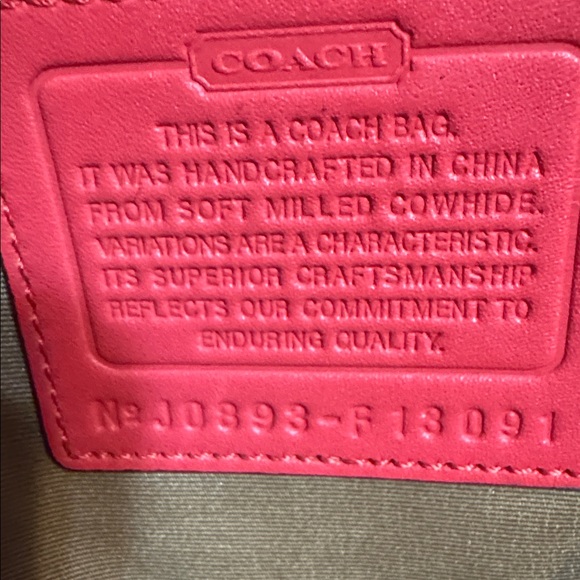 COACH
THIS IS A COACH BAG.
IT WAS HANDCRAFTED IN CHINA
FROM SOFT MILLED COWHIDE.
VARIATIONS ARE A CHARACTERISTIC.
ITS SUPERIOR CRAFTSMANSHIP
REFLECTS OUR COMMITMENT TO
ENDURING QUALITY.
Nº J0893-F13091